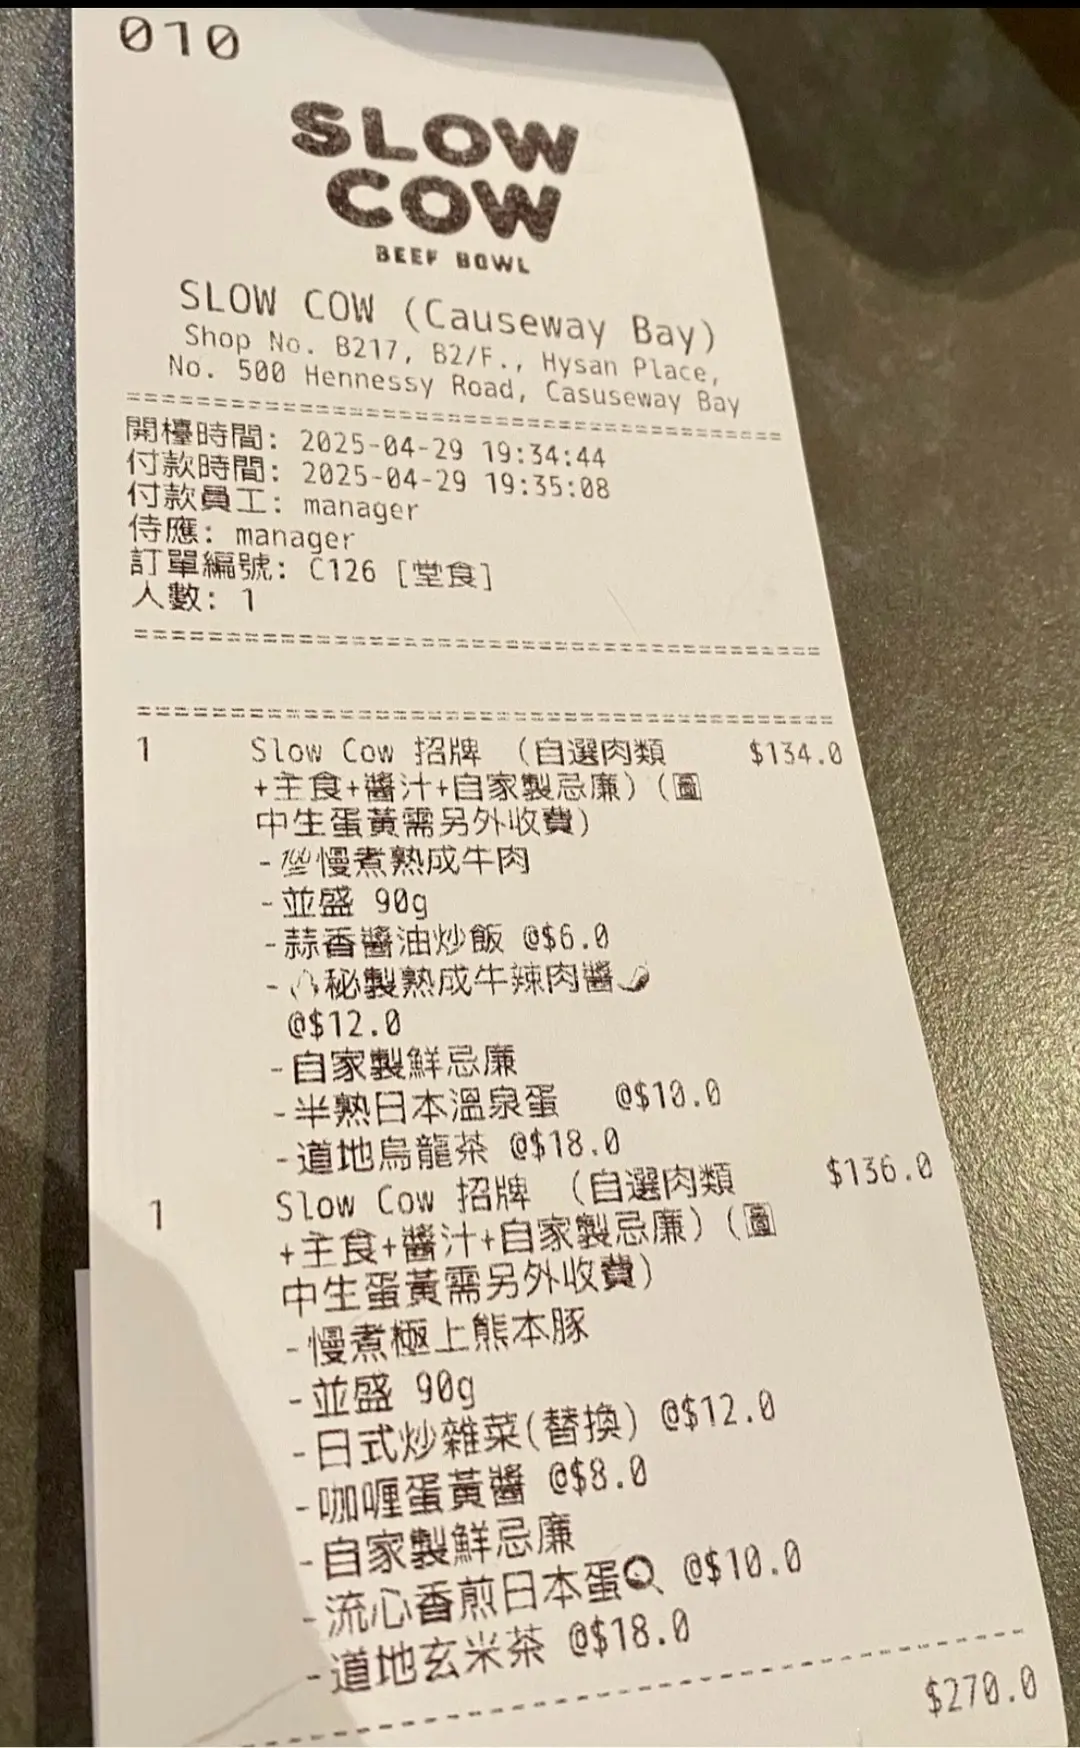 010
SLOW
COW
BEEF BOWL
SLOW COW (Causeway Bay)
Shop No. B217, B2/F., Hysan Place,
No. 500 Hennessy Road, Casuseway Bay
開檯時間: 2025-04-29 19:34:44
付款時間: 2025-04-29 19:35:08
付款員工: manager
侍應: manager
訂單編號: C126 [堂食]
人數: 1
1 Slow Cow 招牌 (自選肉類 $134.0
+主食+醬汁+自家製忌廉) (圖
中生蛋黃需另外收費)
-💯慢煮熟成牛肉
-並盛 90g
-蒜香醬油炒飯 @$6.0
-🔥秘製熟成牛辣肉醬🌶
@$12.0
-自家製鮮忌廉
-半熟日本溫泉蛋 @$10.0
-道地烏龍茶 @$18.0
1 Slow Cow 招牌 (自選肉類 $136.0
+主食+醬汁+自家製忌廉) (圖
中生蛋黃需另外收費)
-慢煮極上熊本豚
-並盛 90g
-日式炒雜菜(替換) @$12.0
-咖喱蛋黃醬 @$8.0
-自家製鮮忌廉
-流心香煎日本蛋🍳 @$10.0
-道地玄米茶 @$18.0
$270.0